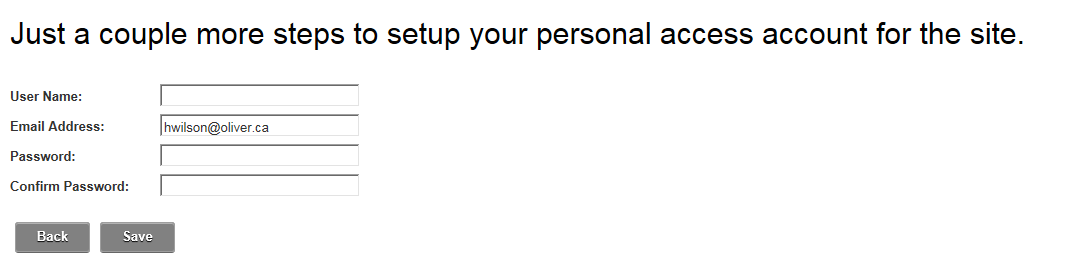 Just a couple more steps to setup your personal access account for the site.
User Name:
Email Address: hwilson@oliver.ca
Password:
Confirm Password:
Back Save